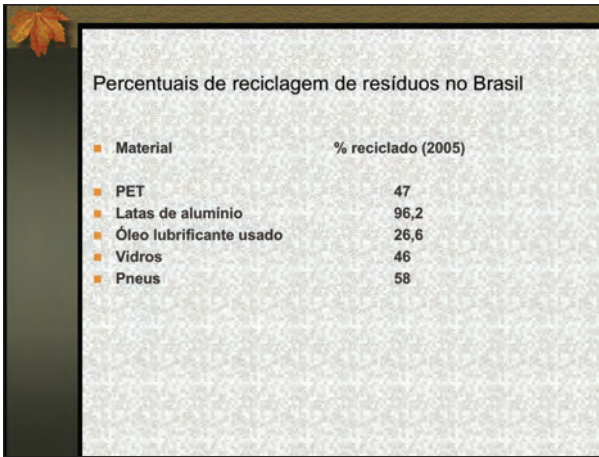 Percentuais de reciclagem de resíduos no Brasil
Material % reciclado (2005)
PET 47
Latas de alumínio 96,2
Óleo lubrificante usado 26,6
Vidros 46
Pneus 58